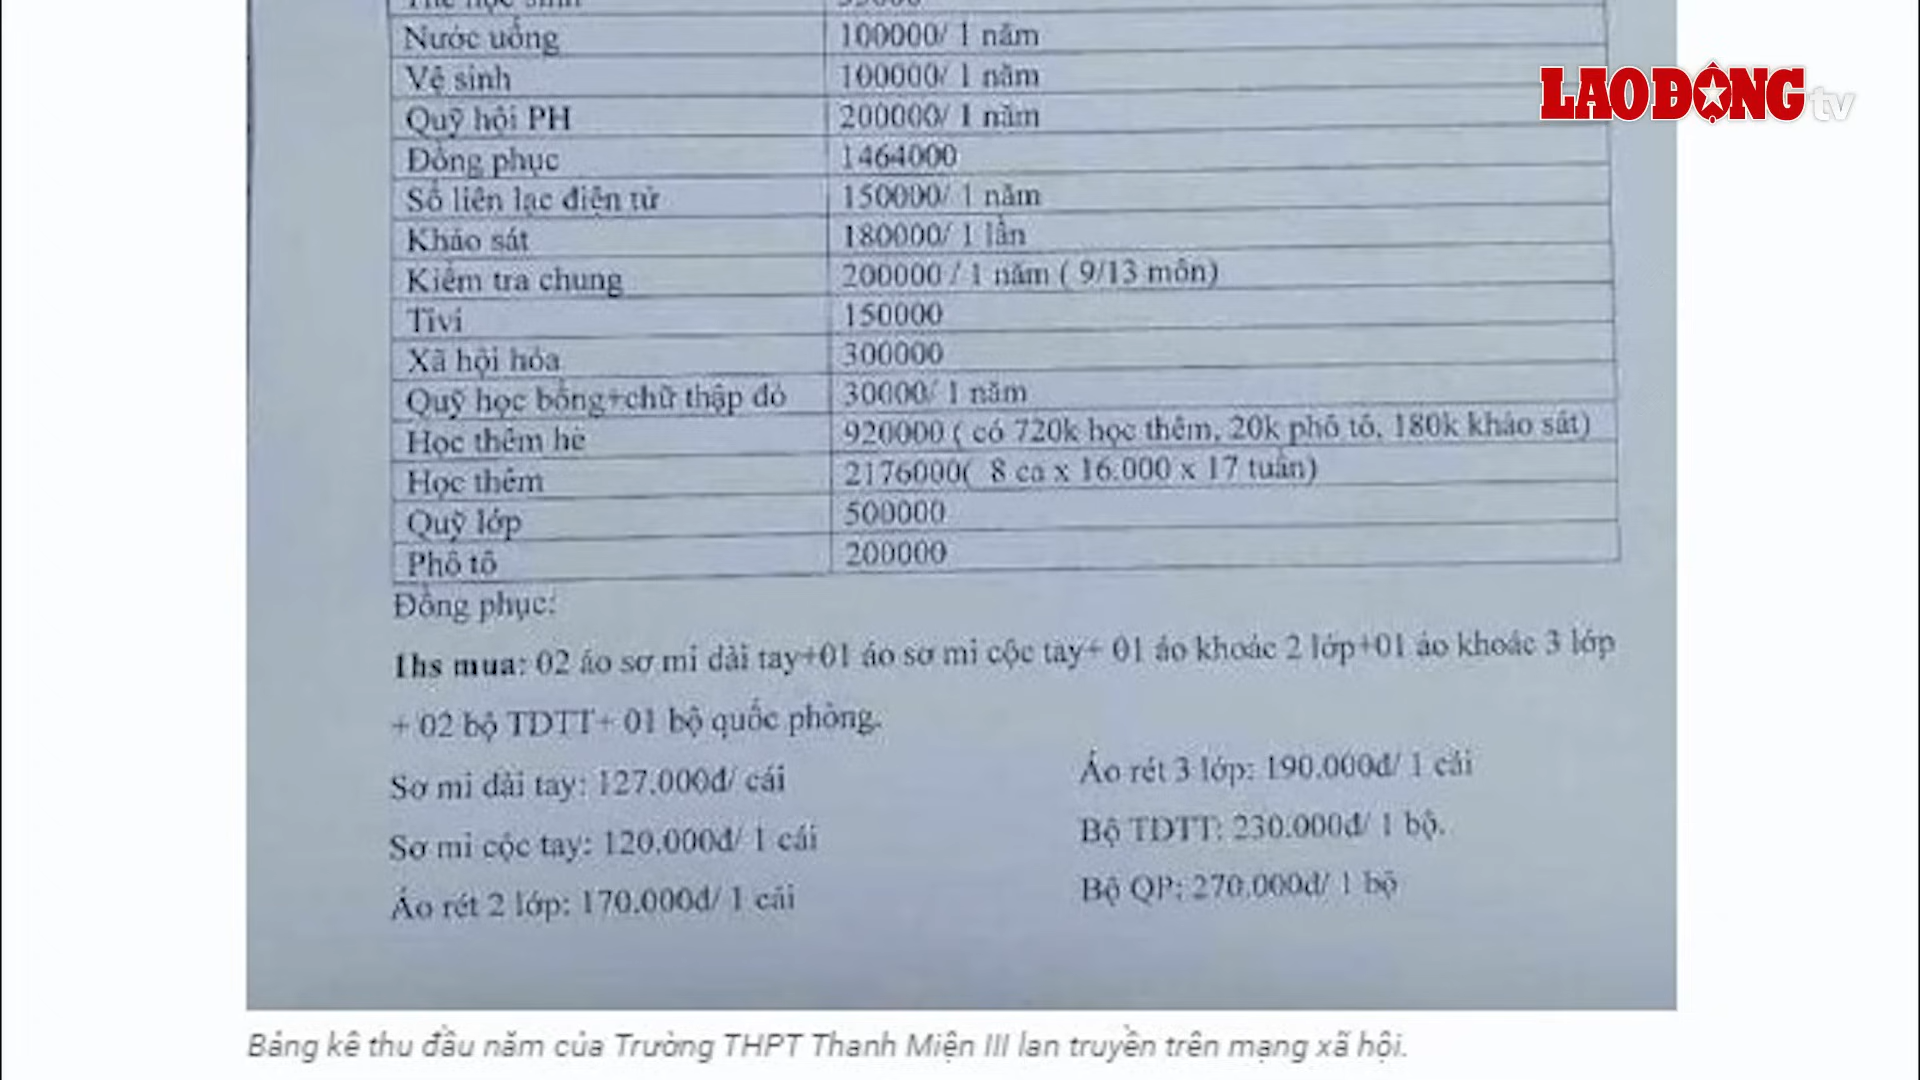 Thẻ học sinh 35000
Nước uống 100000/ 1 năm
Vệ sinh 100000/ 1 năm
Quỹ hội PH 200000/ 1 năm
Đồng phục 1464000
Sổ liên lạc điện tử 150000/ 1 năm
Khảo sát 180000/ 1 lần
Kiểm tra chung 200000 / 1 năm ( 9/13 môn)
Tivi 150000
Xã hội hóa 300000
Quỹ học bổng+chữ thập đỏ 30000/ 1 năm
Học thêm hè 920000 ( có 720k học thêm, 20k phô tô, 180k khảo sát)
Học thêm 2176000( 8 ca x 16.000 x 17 tuần)
Quỹ lớp 500000
Phô tô 200000
Đồng phục:
1hs mua: 02 áo sơ mi dài tay+01 áo sơ mi cộc tay+ 01 áo khoác 2 lớp+01 áo khoác 3 lớp
+ 02 bộ TDTT+ 01 bộ quốc phòng.
Sơ mi dài tay: 127.000đ/ cái
Áo rét 3 lớp: 190.000đ/ 1 cái
Sơ mi cộc tay: 120.000đ/ 1 cái
Bộ TDTT: 230.000đ/ 1 bộ.
Áo rét 2 lớp: 170.000đ/ 1 cái
Bộ QP: 270.000đ/ 1 bộ
Bảng kê thu đầu năm của Trường THPT Thanh Miện III lan truyền trên mạng xã hội.
LAO ĐỘNG tv